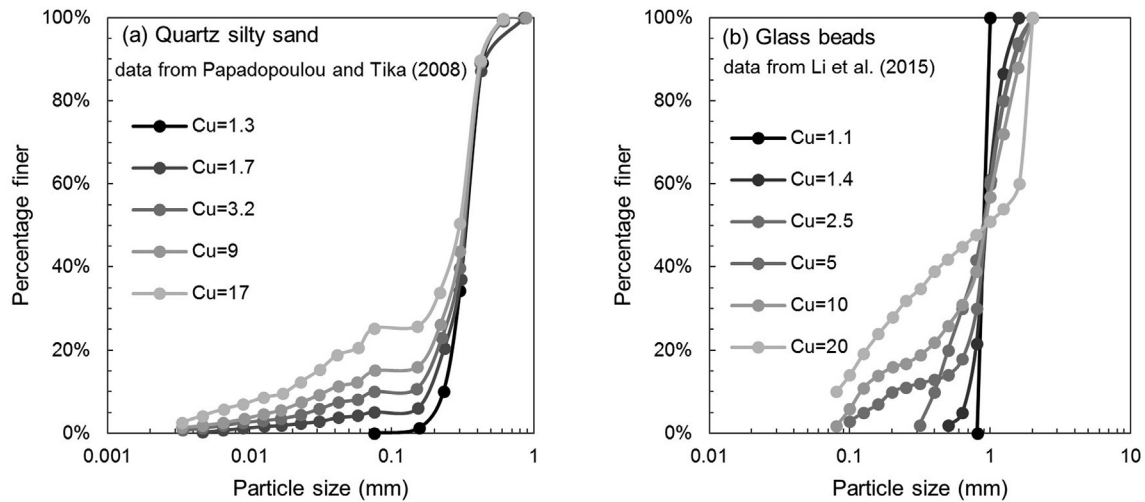 (a) Quartz silty sand
data from Papadopoulou and Tika (2008)
Cu=1.3
Cu=1.7
Cu=3.2
Cu=9
Cu=17
100%
80%
60%
40%
20%
0%
Percentage finer
0.001
0.01
0.1
1
Particle size (mm)
(b) Glass beads
data from Li et al. (2015)
Cu=1.1
Cu=1.4
Cu=2.5
Cu=5
Cu=10
Cu=20
100%
80%
60%
40%
20%
0%
Percentage finer
0.01
0.1
1
10
Particle size (mm)